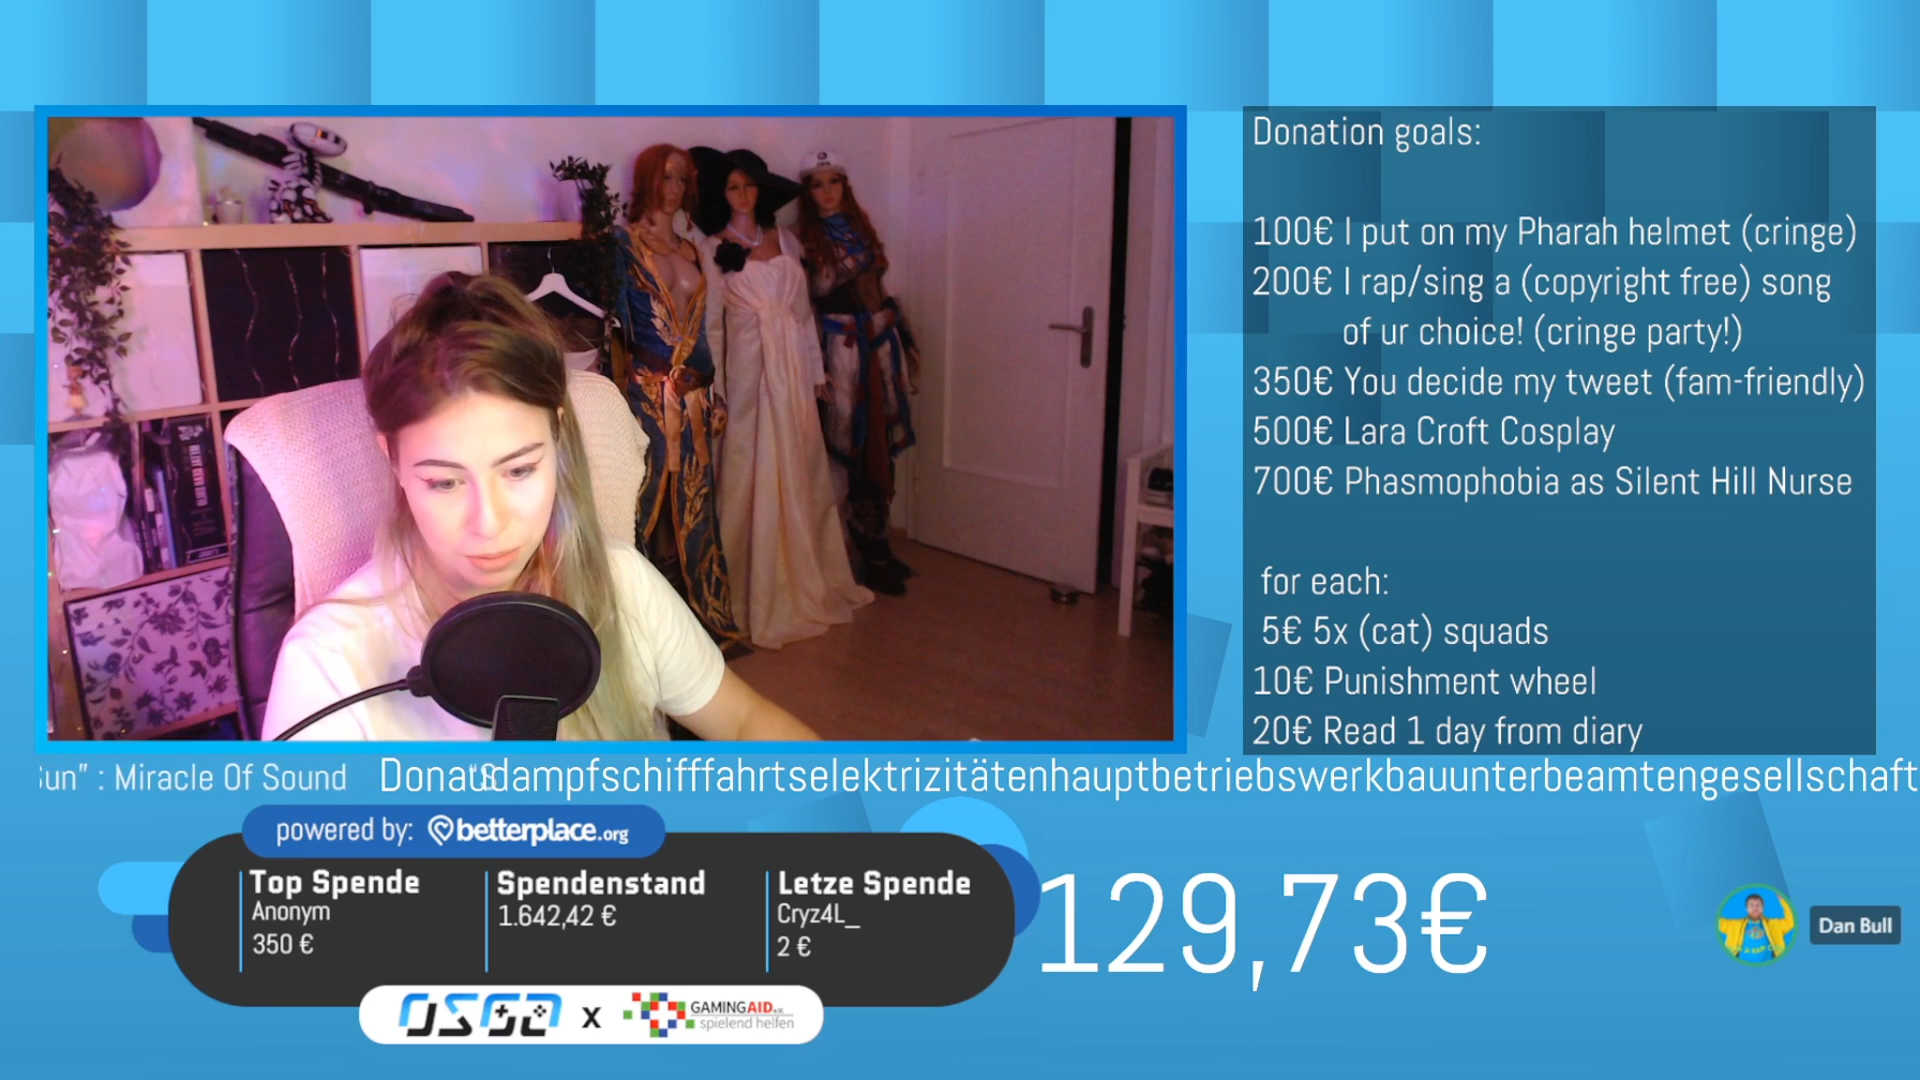 Donation goals:
100€ I put on my Pharah helmet (cringe)
200€ I rap/sing a (copyright free) song
of ur choice! (cringe party!)
350€ You decide my tweet (fam-friendly)
500€ Lara Croft Cosplay
700€ Phasmophobia as Silent Hill Nurse
for each:
5€ 5x (cat) squads
10€ Punishment wheel
20€ Read 1 day from diary
" : Miracle Of Sound
Donaudampfschifffahrtselektrizitätenhauptbetriebswerkbauunterbeamtengesellschaft
powered by: betterplace.org
Top Spende
Anonym
350 €
Spendenstand
1.642,42 €
Letze Spende
Cryz4L_
2 €
129,73€
Dan Bull
x GAMINGAID e.V.
spielend helfen